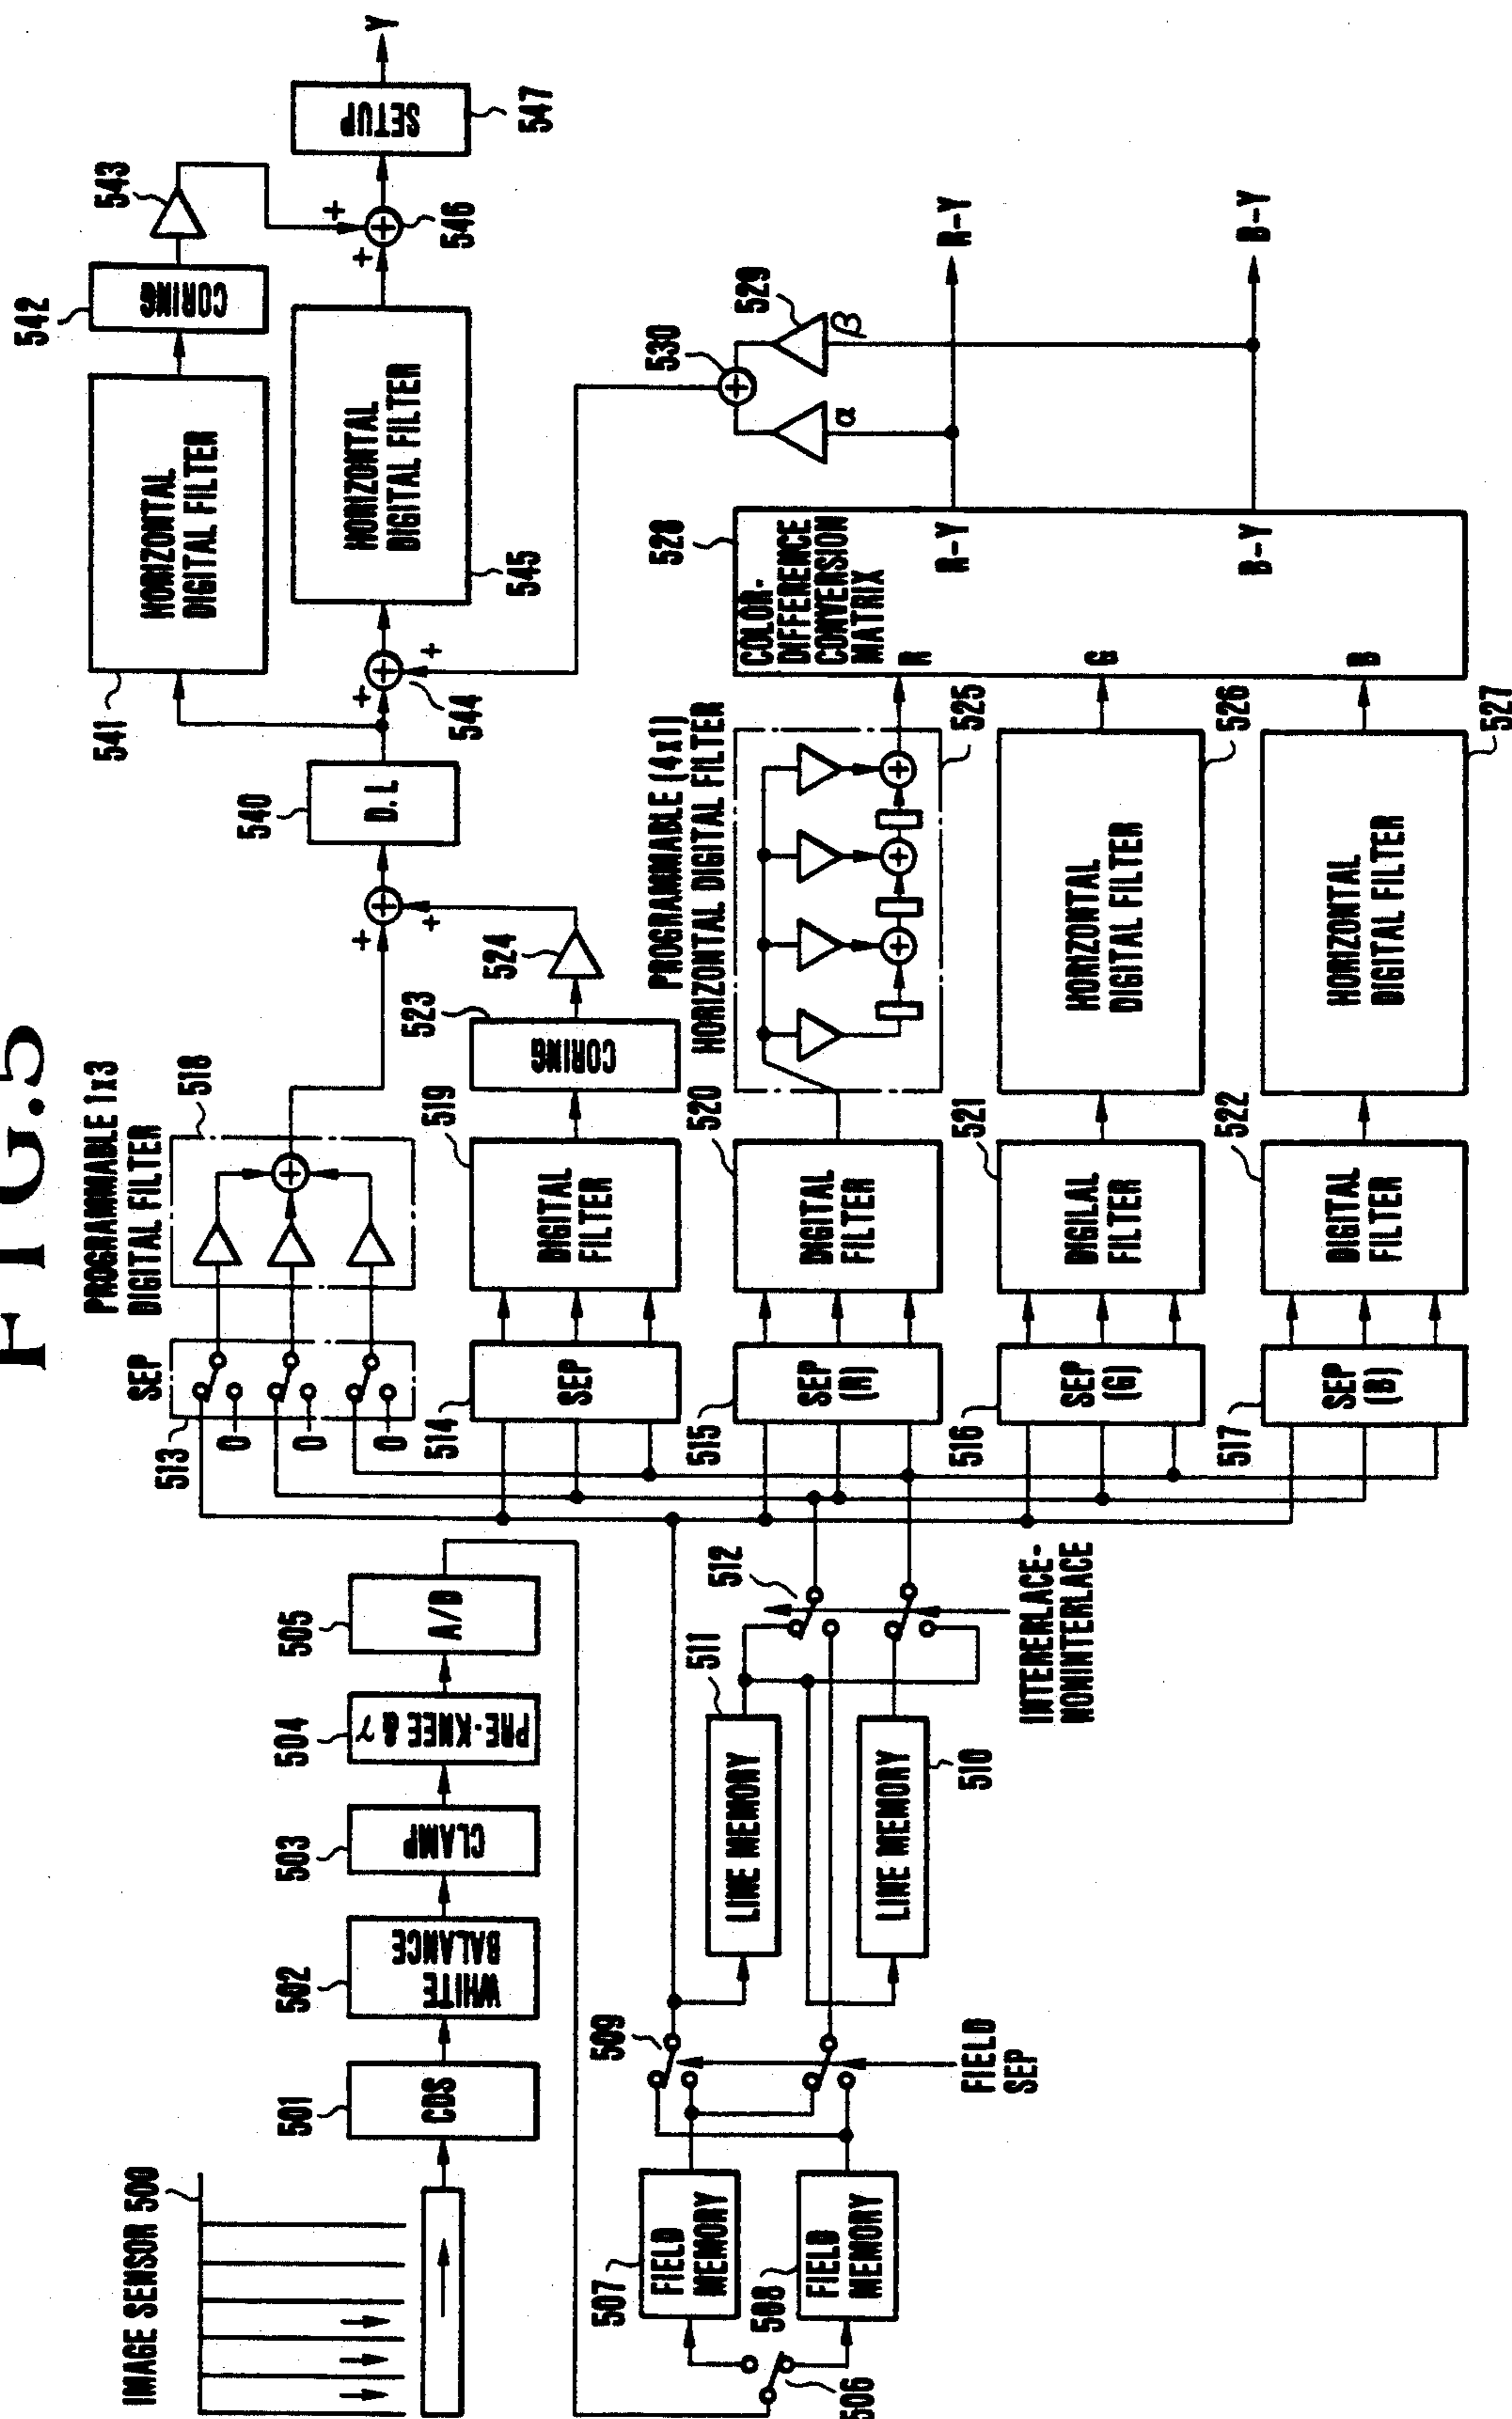 FIG.5
IMAGE SENSOR 500
501
CDS
502
WHITE
BALANCE
503
CLAMP
504
PRE-KNEE & γ
505
A/D
506
507
FIELD
MEMORY
508
FIELD
MEMORY
509
FIELD
SEP
511
LINE MEMORY
LINE MEMORY
510
512
INTERERLACE-
NONINTERLACE
513
SEP
0
0
0
PROGRAMMABLE 1x3
DIGITAL FILTER
518
514
SEP
519
DIGITAL
FILTER
523
CORING
524
+
+
515
SEP
(R)
520
DIGITAL
FILTER
PROGRAMMABLE (4x1)
HORIZONTAL DIGITAL FILTER
525
516
SEP
(G)
521
DIGILAL
FILTER
HORIZONTAL
DIGITAL FILTER
526
517
SEP
(B)
522
DIGITAL
FILTER
HORIZONTAL
DIGITAL FILTER
527
528
COLOR-
DIFFERENCE
CONVERSION
MATRIX
R
G
B
R-Y
B-Y
α
β
529
530
R-Y
B-Y
540
D.L
541
HORIZONTAL
DIGITAL FILTER
542
CORING
543
544
+
+
HORIZONTAL
DIGITAL FILTER
545
+
+
546
SETUP
547
Y